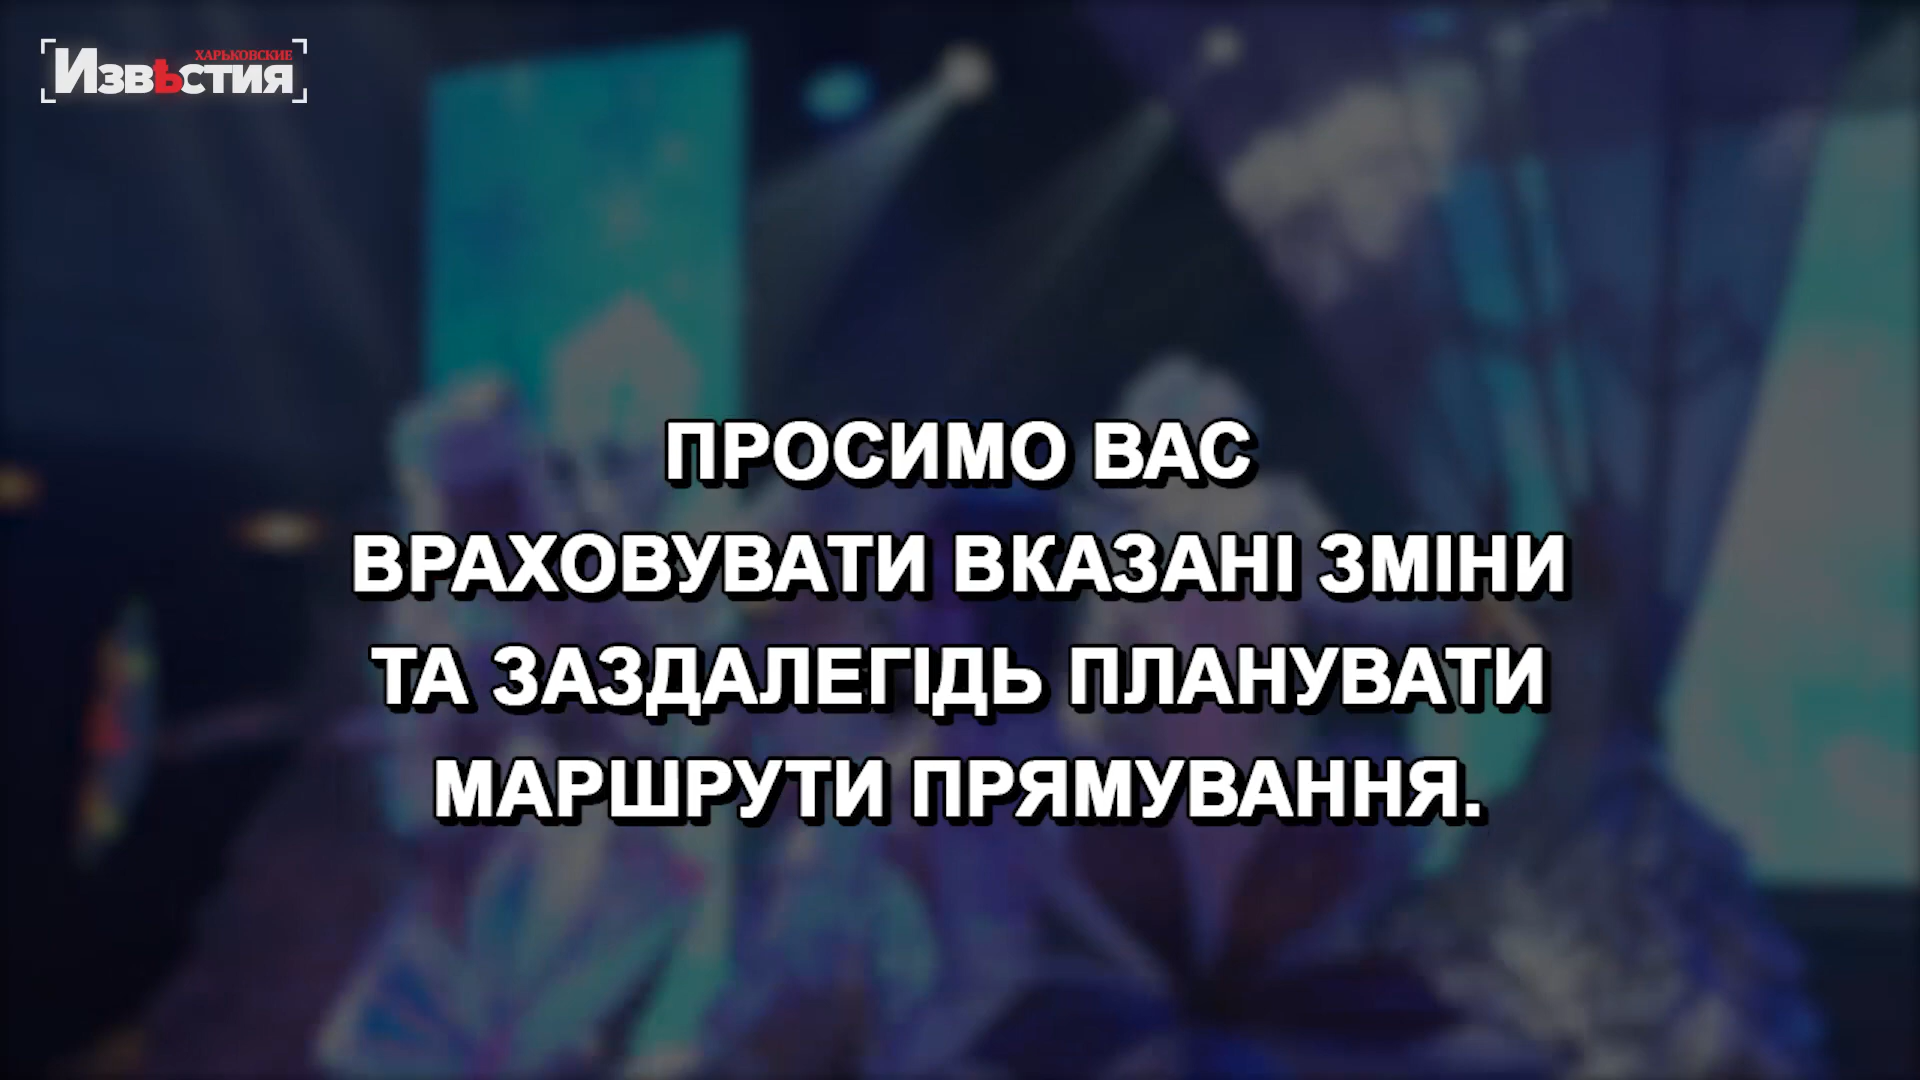 ХАРЬКОВСКИЕ
ИзвѢстия
ПРОСИМО ВАС
ВРАХОВУВАТИ ВКАЗАНІ ЗМІНИ
ТА ЗАЗДАЛЕГІДЬ ПЛАНУВАТИ
МАРШРУТИ ПРЯМУВАННЯ.